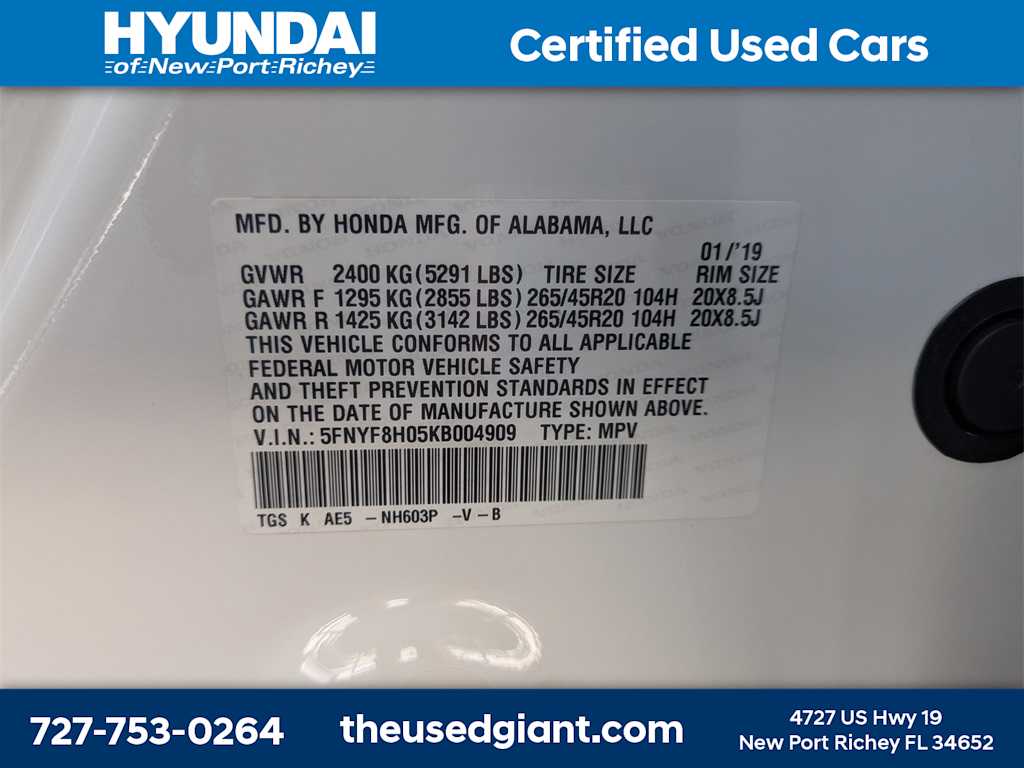 HYUNDAI
of New Port Richey
Certified Used Cars
MFD. BY HONDA MFG. OF ALABAMA, LLC
01/'19
GVWR 2400 KG (5291 LBS) TIRE SIZE RIM SIZE
GAWR F 1295 KG (2855 LBS) 265/45R20 104H 20X8.5J
GAWR R 1425 KG (3142 LBS) 265/45R20 104H 20X8.5J
THIS VEHICLE CONFORMS TO ALL APPLICABLE
FEDERAL MOTOR VEHICLE SAFETY
AND THEFT PREVENTION STANDARDS IN EFFECT
ON THE DATE OF MANUFACTURE SHOWN ABOVE.
V.I.N.: 5FNYF8H05KB004909 TYPE: MPV
TGS K AE5 -NH603P -V-B
727-753-0264
theusedgiant.com
4727 US Hwy 19
New Port Richey FL 34652